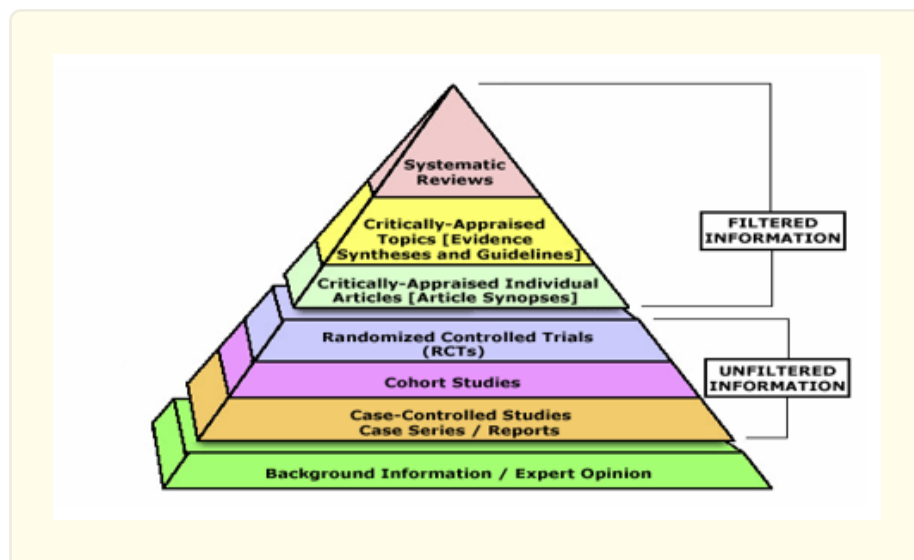 Systematic
Reviews
Critically-Appraised
Topics [Evidence
Syntheses and Guidelines]
FILTERED
INFORMATION
Critically-Appraised Individual
Articles [Article Synopses]
Randomized Controlled Trials
(RCTs)
UNFILTERED
INFORMATION
Cohort Studies
Case-Controlled Studies
Case Series / Reports
Background Information / Expert Opinion